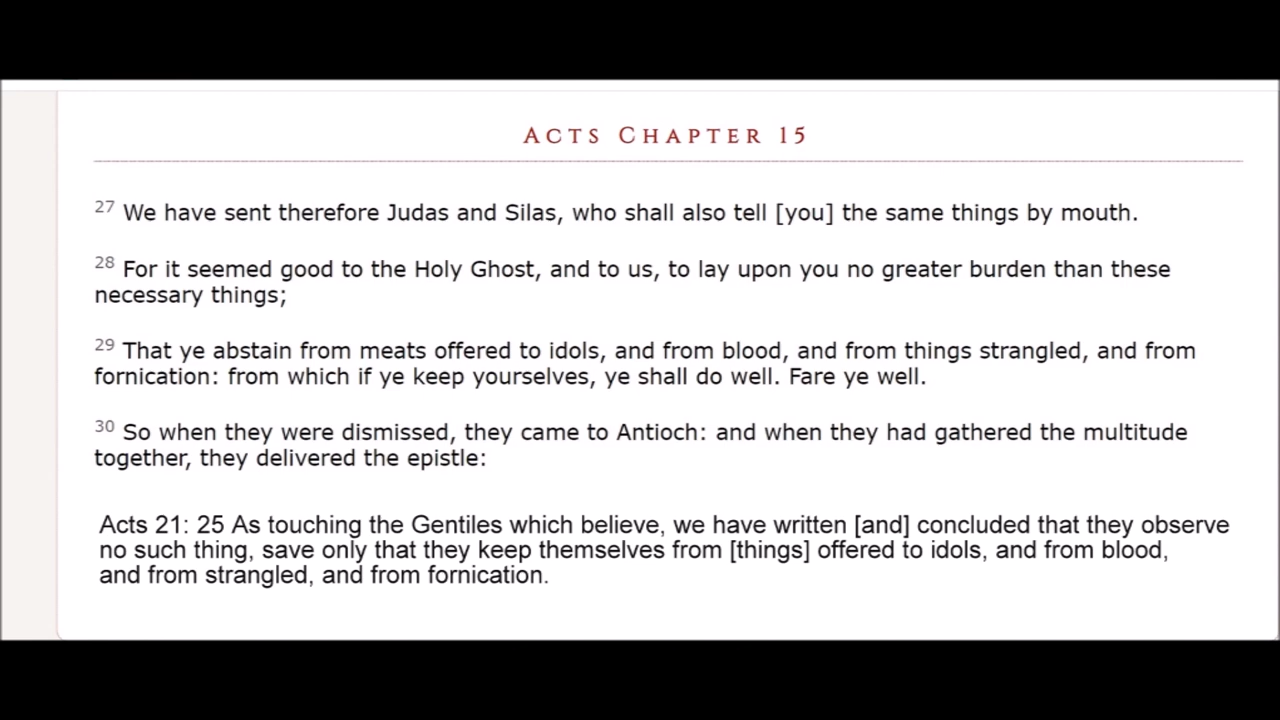 Acts Chapter 15
27 We have sent therefore Judas and Silas, who shall also tell [you] the same things by mouth.
28 For it seemed good to the Holy Ghost, and to us, to lay upon you no greater burden than these
necessary things;
29 That ye abstain from meats offered to idols, and from blood, and from things strangled, and from
fornication: from which if ye keep yourselves, ye shall do well. Fare ye well.
30 So when they were dismissed, they came to Antioch: and when they had gathered the multitude
together, they delivered the epistle:
Acts 21: 25 As touching the Gentiles which believe, we have written [and] concluded that they observe
no such thing, save only that they keep themselves from [things] offered to idols, and from blood,
and from strangled, and from fornication.